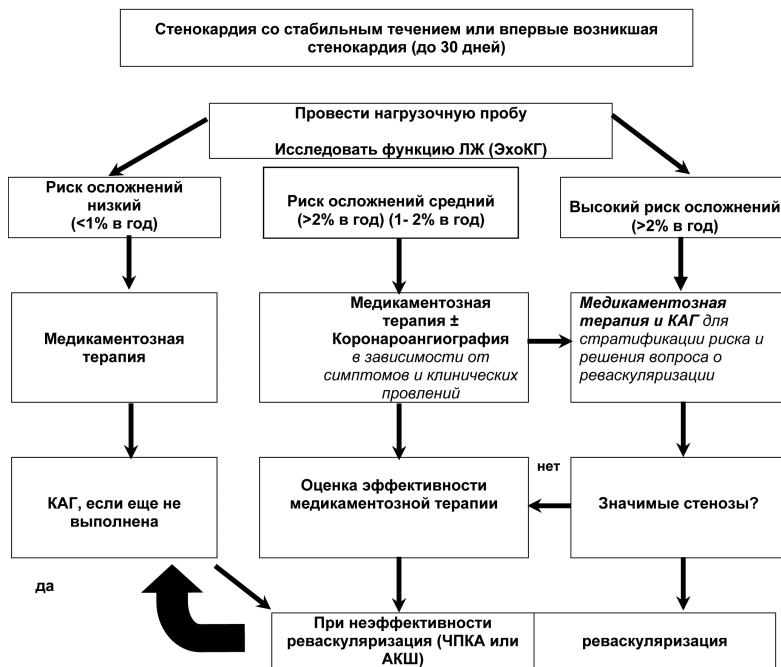 Стенокардия со стабильным течением или впервые возникшая
стенокардия (до 30 дней)
Провести нагрузочную пробу
Исследовать функцию ЛЖ (ЭхоКГ)
Риск осложнений
низкий
(<1% в год)
Риск осложнений средний
(>2% в год) (1- 2% в год)
Высокий риск осложнений
(>2% в год)
Медикаментозная
терапия
Медикаментозная
терапия ±
Коронароангиография
в зависимости от
симптомов и клинических
провлений
Медикаментозная
терапия и КАГ для
стратификации риска и
решения вопроса о
реваскуляризации
КАГ, если еще не
выполнена
Оценка эффективности
медикаментозной терапии
нет
Значимые стенозы?
да
При неэффективности
реваскуляризация (ЧПКА или
АКШ)
реваскуляризация